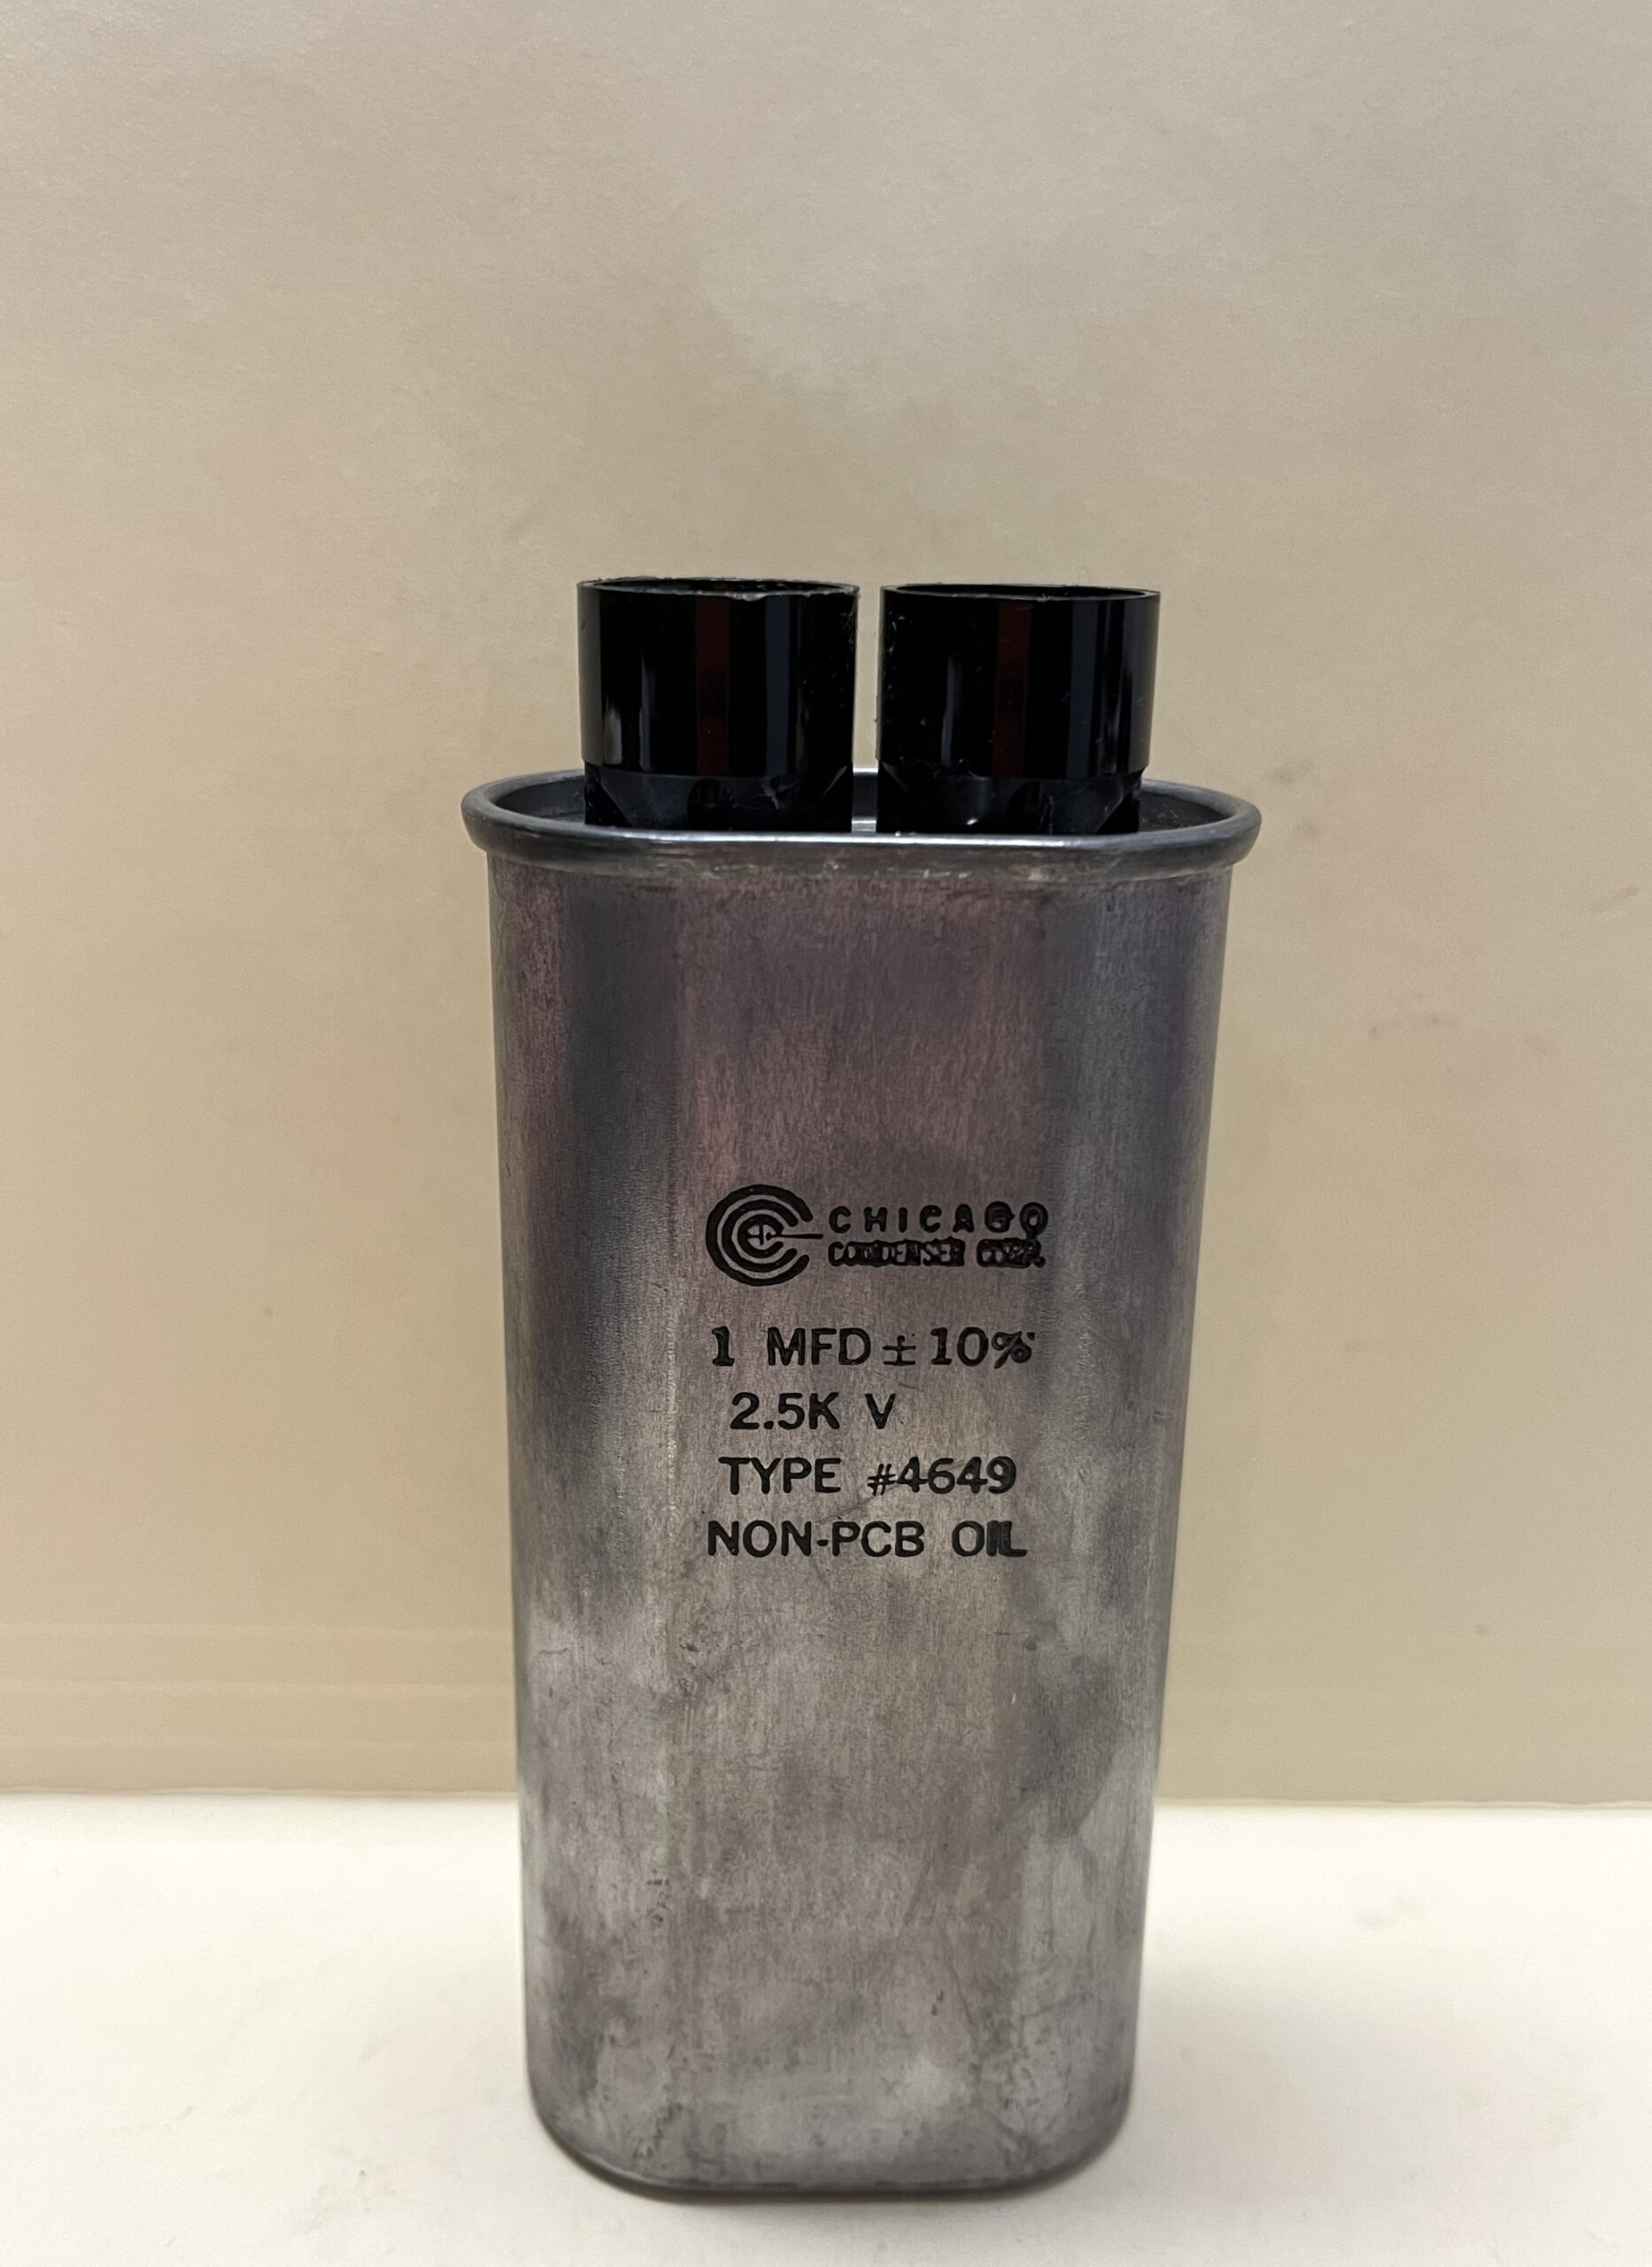 CHICAGO
CONDENSER CORP.
1 MFD ± 10%
2.5K V
TYPE #4649
NON-PCB OIL